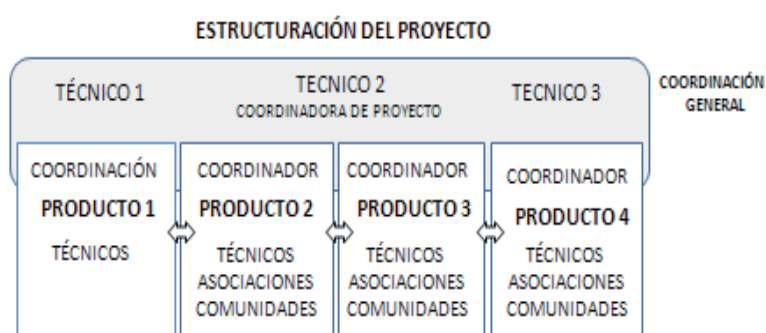 ESTRUCTURACIÓN DEL PROYECTO
TÉCNICO 1
TECNICO 2
COORDINADORA DE PROYECTO
TECNICO 3
COORDINACIÓN
GENERAL
COORDINACIÓN
PRODUCTO 1
TÉCNICOS
COORDINADOR
PRODUCTO 2
TÉCNICOS
ASOCIACIONES
COMUNIDADES
COORDINADOR
PRODUCTO 3
TÉCNICOS
ASOCIACIONES
COMUNIDADES
COORDINADOR
PRODUCTO 4
TÉCNICOS
ASOCIACIONES
COMUNIDADES